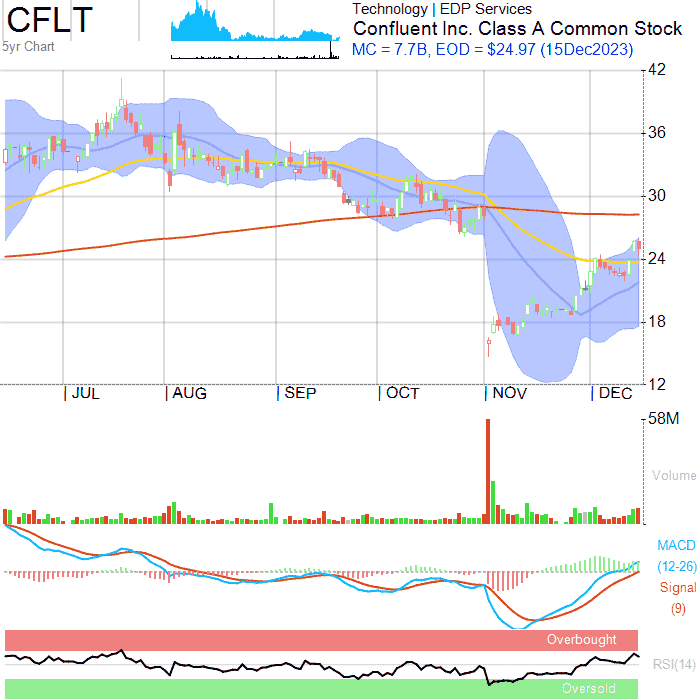 CFLT
5yr Chart
Technology | EDP Services
Confluent Inc. Class A Common Stock
MC = 7.7B, EOD = $24.97 (15Dec2023)
42
36
30
24
18
12
JUL
AUG
SEP
OCT
NOV
DEC
58M
Volume
MACD
(12-26)
Signal
(9)
Overbought
RSI(14)
Oversold